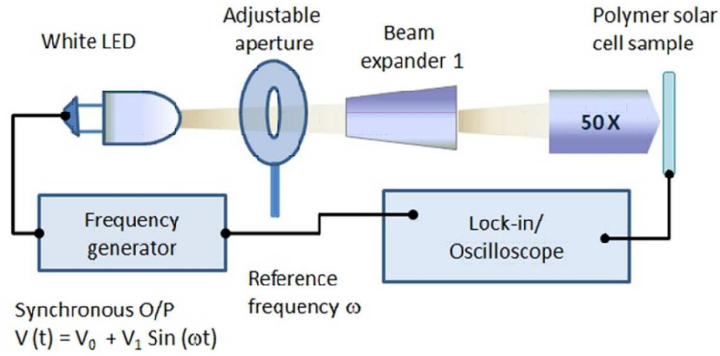 White LED
Adjustable
aperture
Beam
expander 1
Polymer solar
cell sample
50X
Frequency
generator
Lock-in/
Oscilloscope
Reference
frequency ω
Synchronous O/P
V (t) = V₀ + V₁ Sin (ωt)